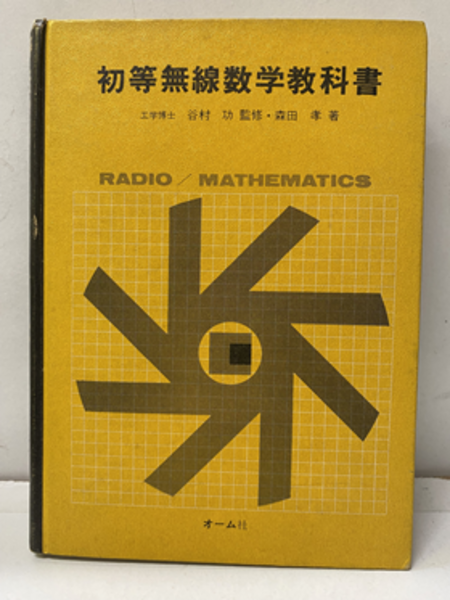 初等無線数学教科書
工学博士 谷村 功 監修・森田 孝 著
RADIO / MATHEMATICS
オーム社